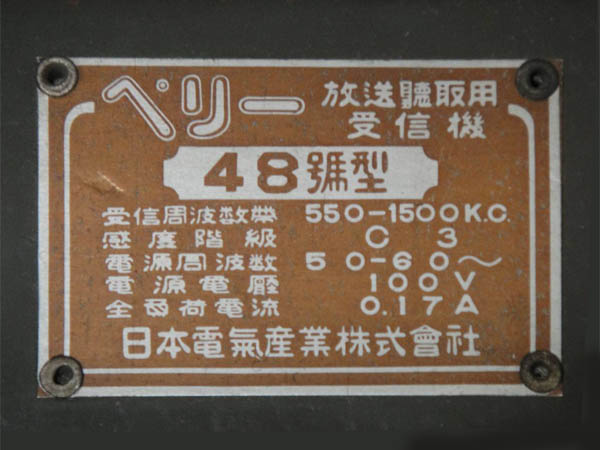 ペリー 放送聽取用
受信機
48號型
受信周波数帶 550-1500K.C.
感度階級 C 3
電源周波数 50-60～
電源電壓 100V
全負荷電流 0.17A
日本電氣産業株式會社